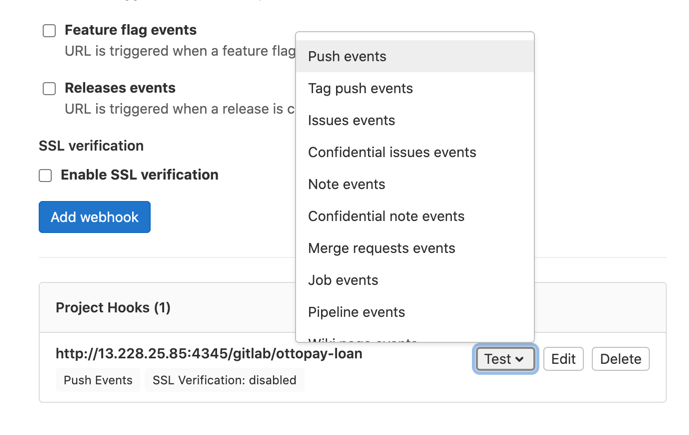 Feature flag events
URL is triggered when a feature flag
Releases events
URL is triggered when a release is c
SSL verification
Enable SSL verification
Add webhook
Push events
Tag push events
Issues events
Confidential issues events
Note events
Confidential note events
Merge requests events
Job events
Pipeline events
Wiki page events
Project Hooks (1)
http://13.228.25.85:4345/gitlab/ottopay-loan
Test Edit Delete
Push Events SSL Verification: disabled